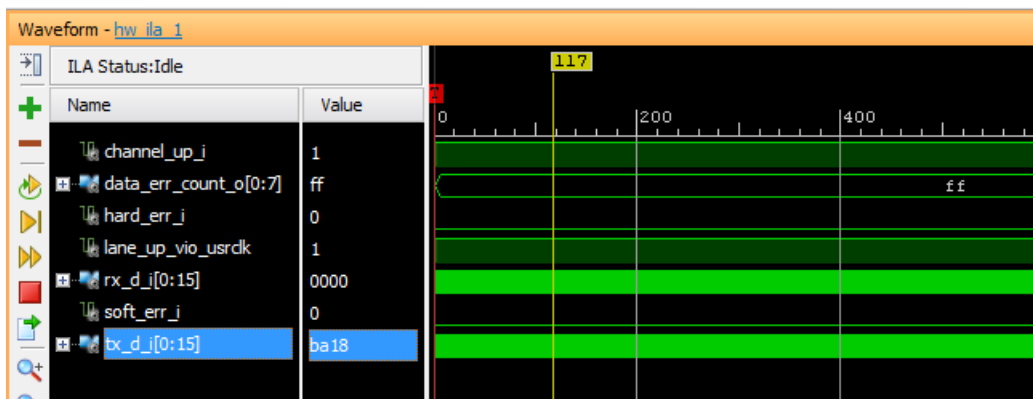 Waveform - hw_ila_1
ILA Status:Idle
117
Name Value
T
0 200 400
channel_up_i 1
data_err_count_o[0:7] ff ff
hard_err_i 0
lane_up_vio_usrclk 1
rx_d_i[0:15] 0000
soft_err_i 0
tx_d_i[0:15] ba18